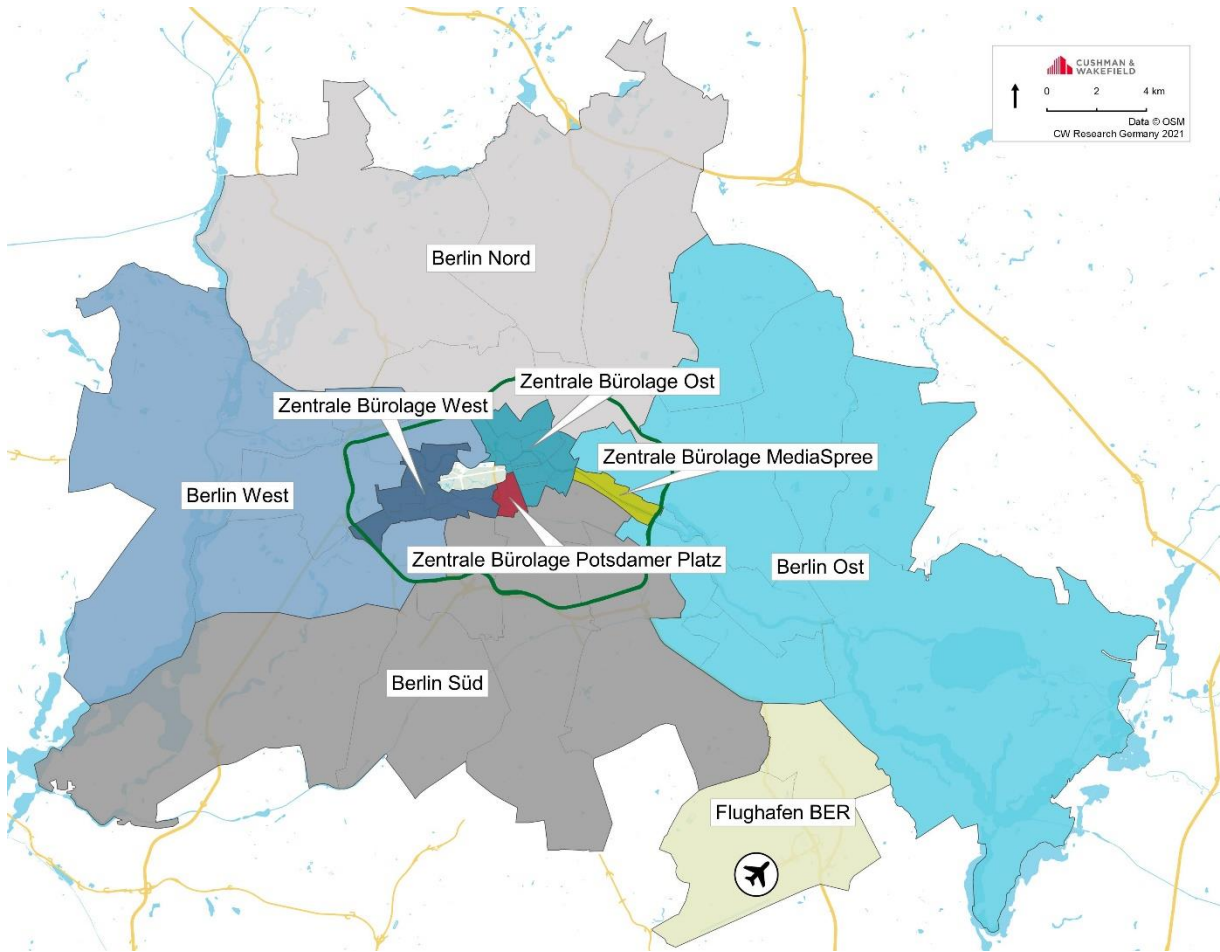 CUSHMAN &
WAKEFIELD
0 2 4 km
Data © OSM
CW Research Germany 2021
Berlin Nord
Zentrale Bürolage Ost
Zentrale Bürolage West
Zentrale Bürolage MediaSpree
Berlin West
Zentrale Bürolage Potsdamer Platz
Berlin Ost
Berlin Süd
Flughafen BER